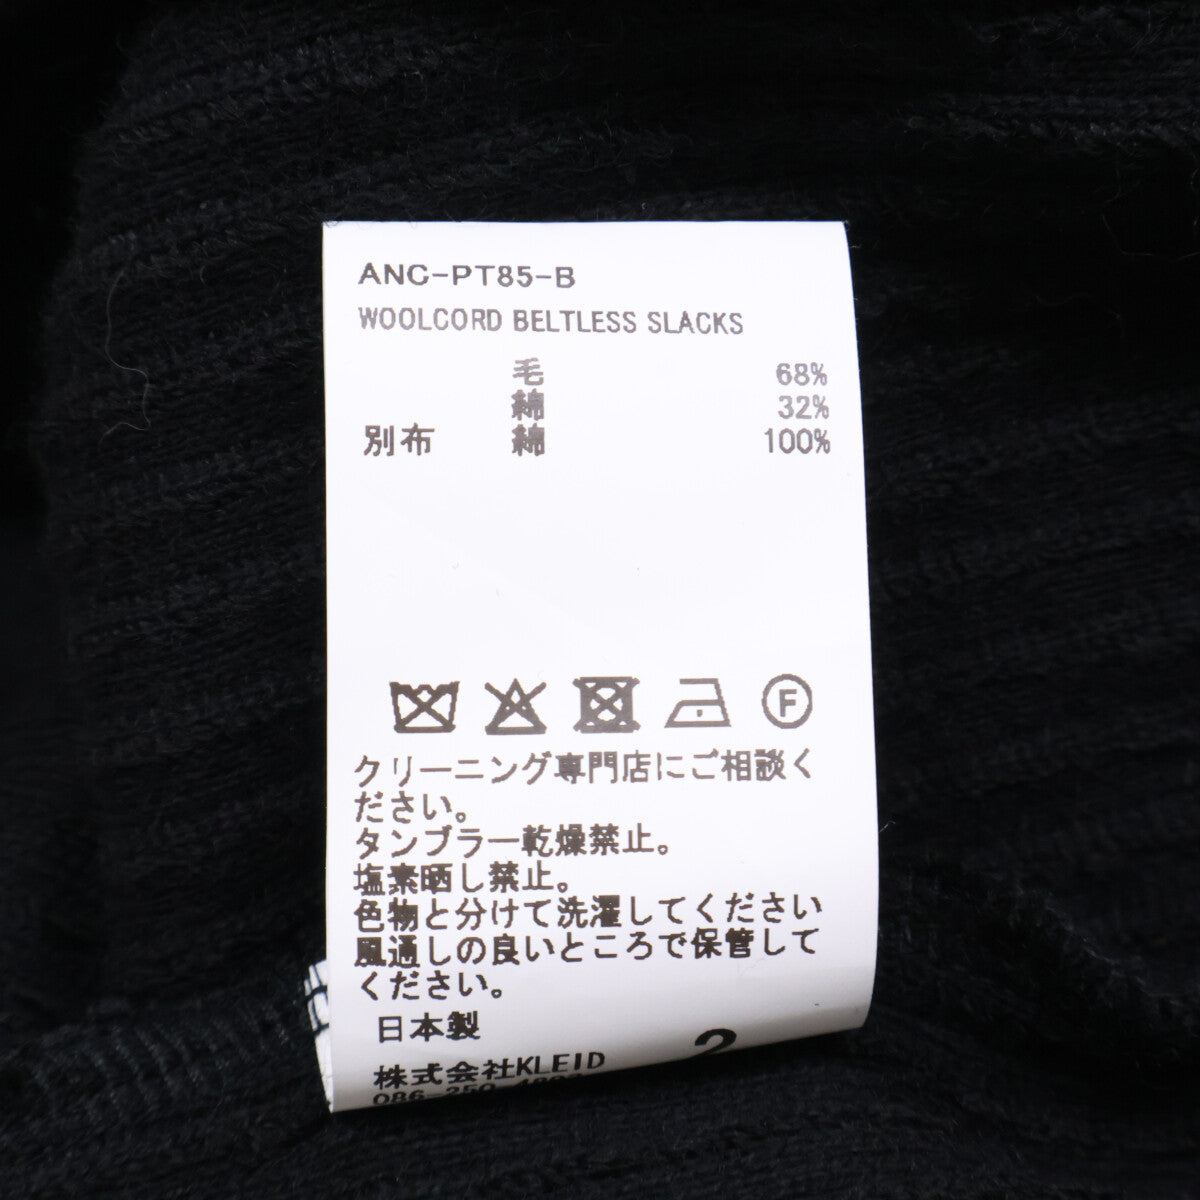 ANC-PT85-B
WOOLCORD BELTLESS SLACKS
毛 68%
綿 32%
別布 綿 100%
F
クリーニング専門店にご相談く
ださい。
タンブラー乾燥禁止。
塩素晒し禁止。
色物と分けて洗濯してください
風通しの良いところで保管して
ください。
日本製
株式会社KLEID 2
086-250-